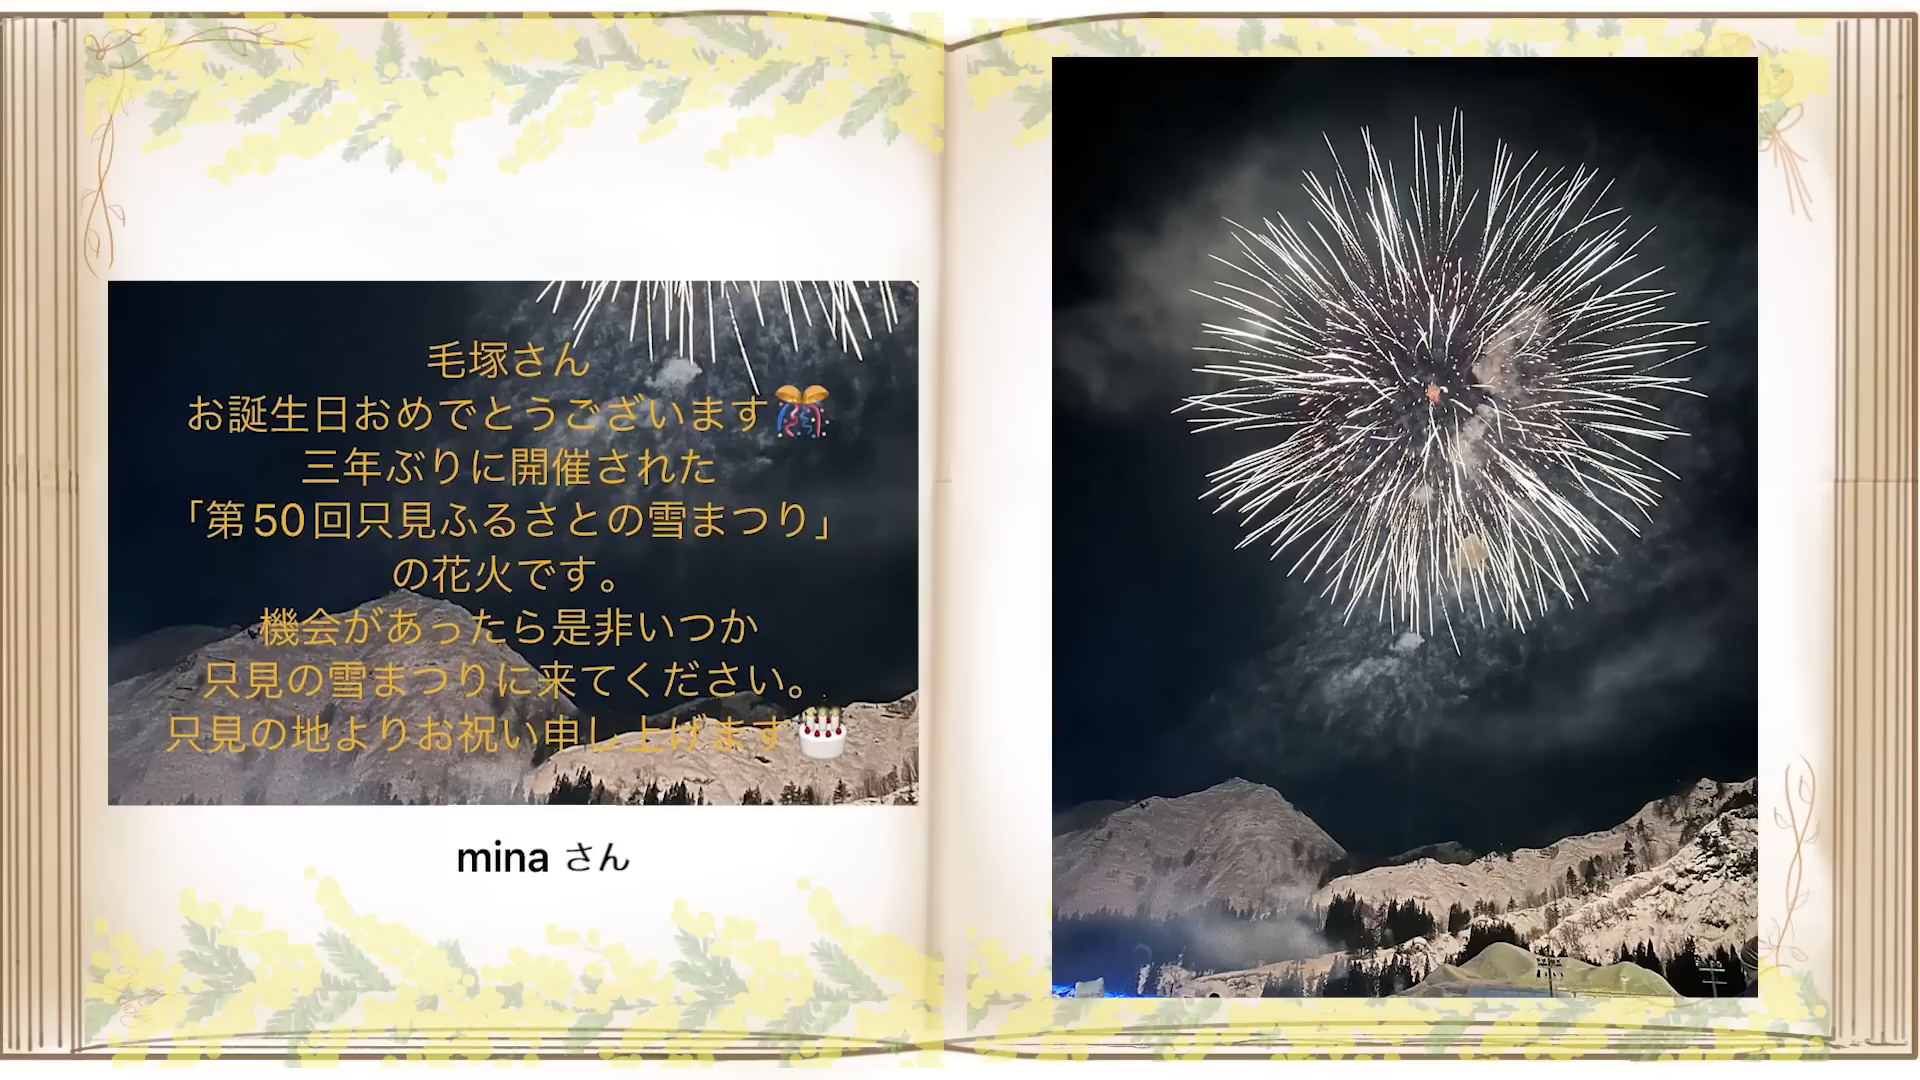 毛塚さん
お誕生日おめでとうございます🎊
三年ぶりに開催された
「第50回只見ふるさとの雪まつり」
の花火です。
機会があったら是非いつか
只見の雪まつりに来てください。
只見の地よりお祝い申し上げます🎂
mina さん